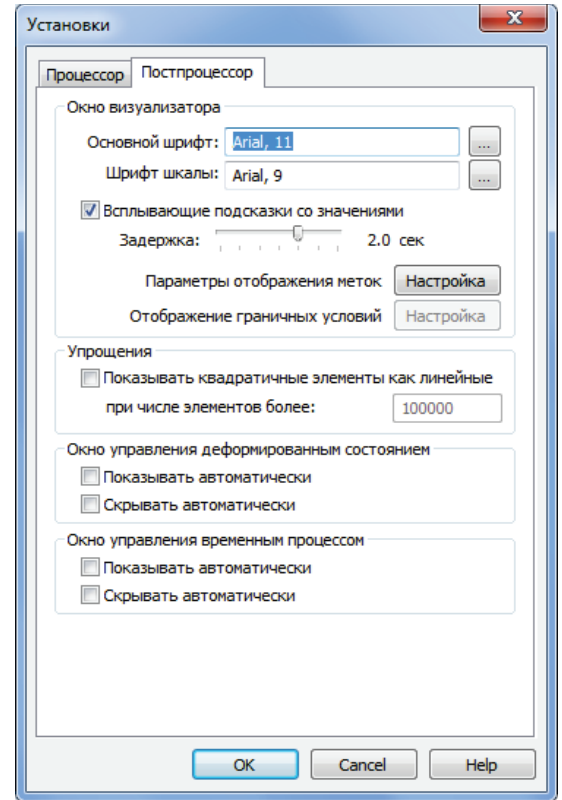 Установки
Процессор Постпроцессор
Окно визуализатора
Основной шрифт: Arial, 11 ...
Шрифт шкалы: Arial, 9 ...
Всплывающие подсказки со значениями
Задержка: 2.0 сек
Параметры отображения меток Настройка
Отображение граничных условий Настройка
Упрощения
Показывать квадратичные элементы как линейные
при числе элементов более: 100000
Окно управления деформированным состоянием
Показывать автоматически
Скрывать автоматически
Окно управления временным процессом
Показывать автоматически
Скрывать автоматически
OK Cancel Help